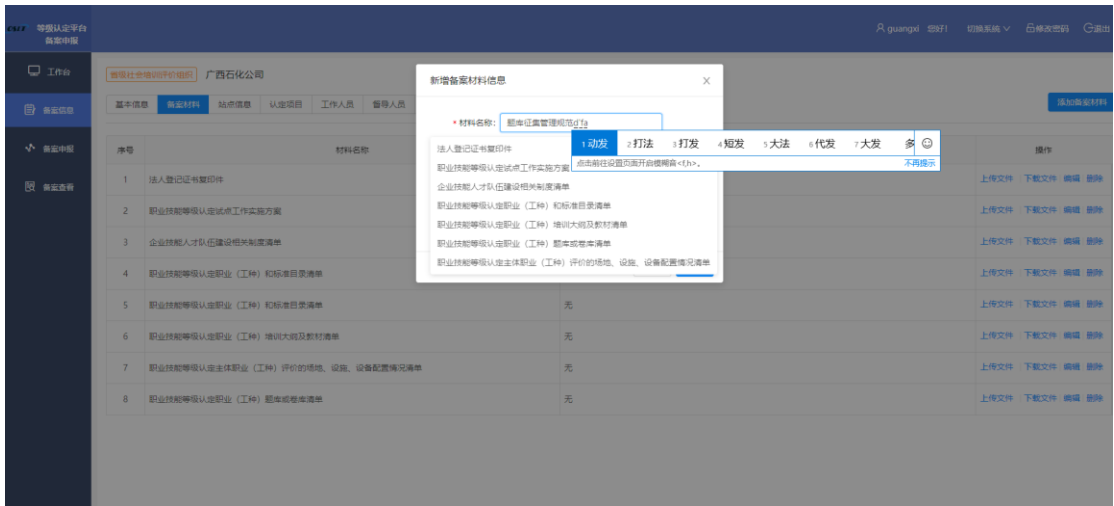 等级认定平台 备案申报
guangxi 您好! 切换系统 修改密码 退出
工作台
备案信息
备案申报
备案查看
省级社会培训评价组织 广西石化公司
基本信息 备案材料 站点信息 认定项目 工作人员 督导人员
添加备案材料
序号 材料名称 操作
1 法人登记证书复印件 上传文件 下载文件 编辑 删除
2 职业技能等级认定试点工作实施方案 上传文件 下载文件 编辑 删除
3 企业技能人才队伍建设相关制度清单 上传文件 下载文件 编辑 删除
4 职业技能等级认定职业（工种）和标准目录清单 上传文件 下载文件 编辑 删除
5 职业技能等级认定职业（工种）和标准目录清单 无 上传文件 下载文件 编辑 删除
6 职业技能等级认定职业（工种）培训大纲及教材清单 无 上传文件 下载文件 编辑 删除
7 职业技能等级认定主体职业（工种）评价的场地、设施、设备配置情况清单 无 上传文件 下载文件 编辑 删除
8 职业技能等级认定职业（工种）题库或卷库清单 无 上传文件 下载文件 编辑 删除
新增备案材料信息
* 材料名称: 题库征集管理规范d'fa
法人登记证书复印件
职业技能等级认定试点工作实施方案
企业技能人才队伍建设相关制度清单
职业技能等级认定职业（工种）和标准目录清单
职业技能等级认定职业（工种）培训大纲及教材清单
职业技能等级认定职业（工种）题库或卷库清单
职业技能等级认定主体职业（工种）评价的场地、设施、设备配置情况清单
1 动发 2 打法 3 打发 4 短发 5 大法 6 代发 7 大发 多
点击前往设置页面开启模糊音<f,h>。 不再提示